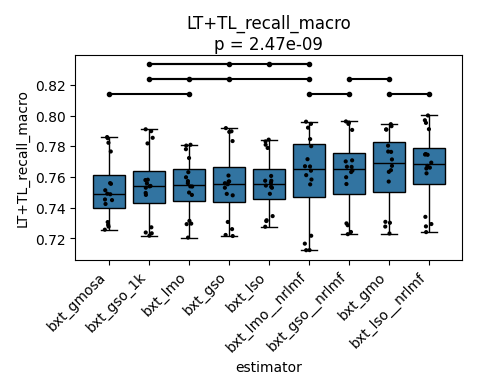 LT+TL_recall_macro
p = 2.47e-09
LT+TL_recall_macro
0.82
0.80
0.78
0.76
0.74
0.72
bxt_gmosa
bxt_gso_1k
bxt_lmo
bxt_gso
bxt_lso
bxt_lmo__nrlmf
bxt_gso__nrlmf
bxt_gmo
bxt_lso__nrlmf
estimator